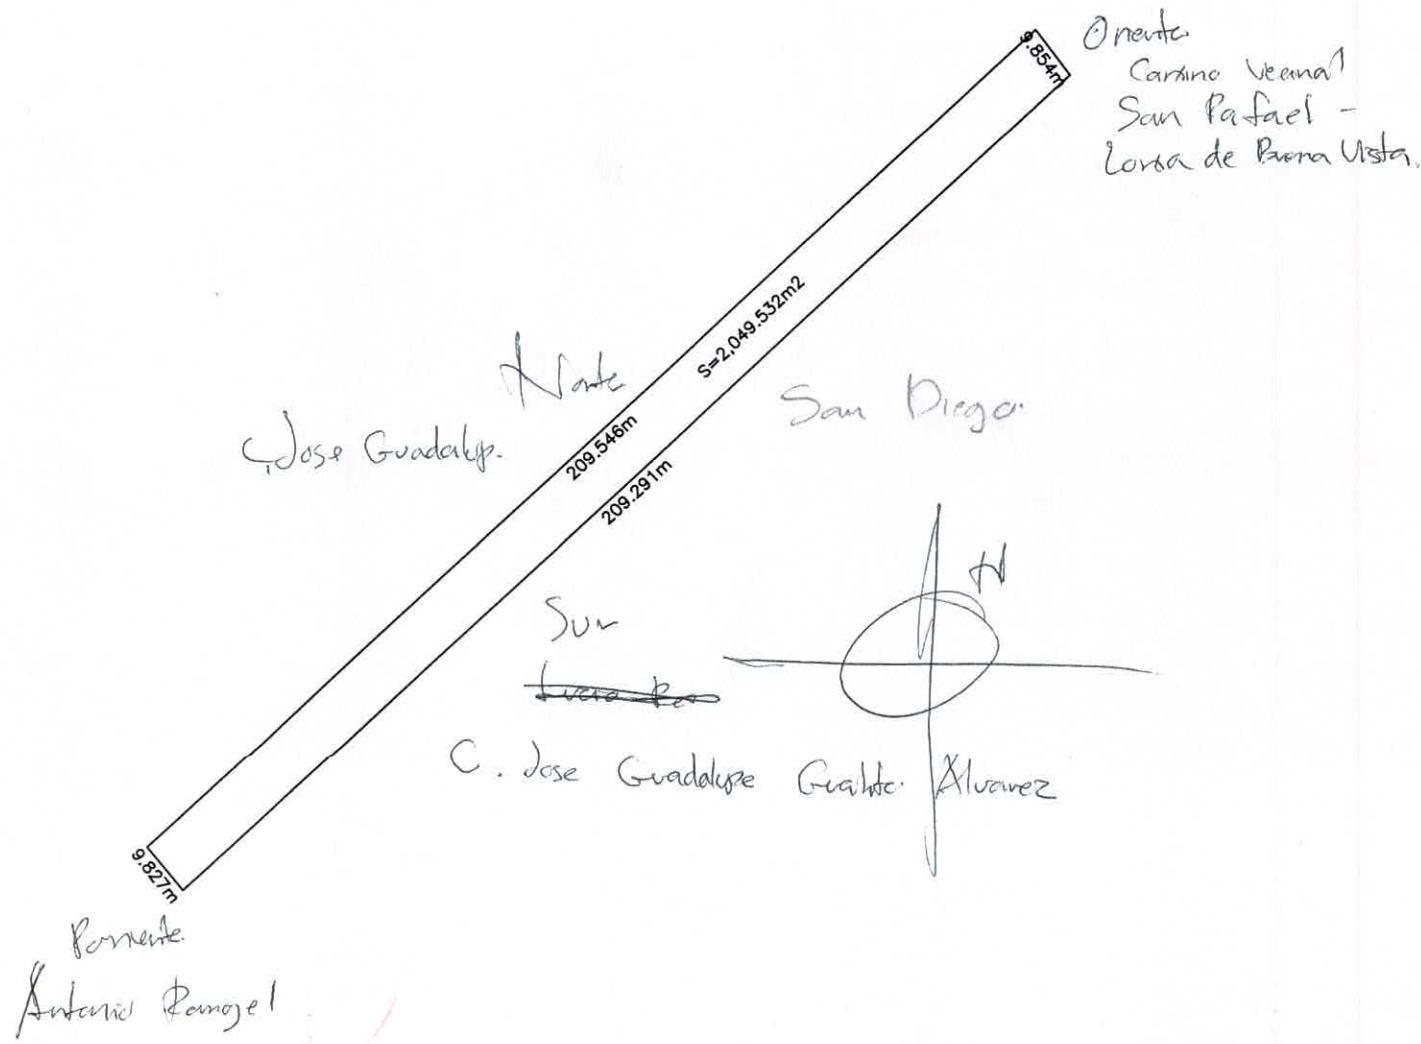 Oriente
9.854m
Camino Vecinal
San Rafael -
Loma de Buena Vista.
S=2,049.532m2
Norte
San Diego
Jose Guadalup.
209.546m
209.291m
N
Sur
C. Jose Guadalupe Alvarez
9.827m
Poniente
Antonio Rangel